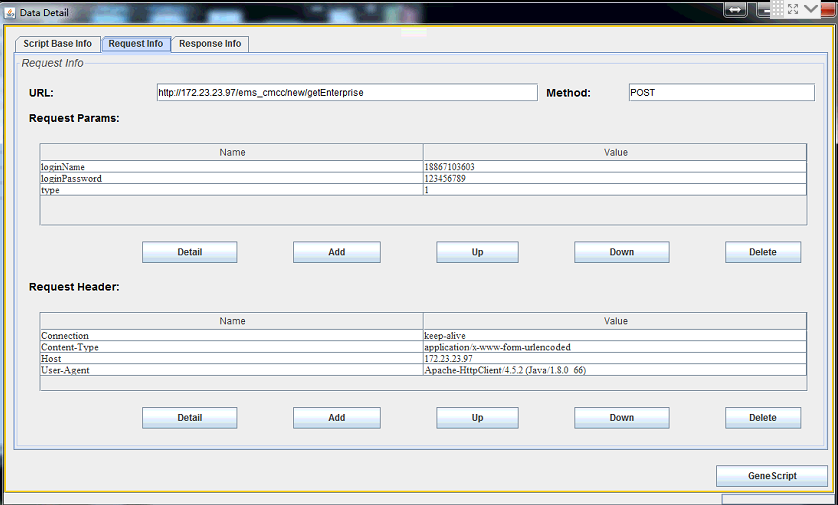 Data Detail
Script Base Info Request Info Response Info
Request Info
URL: http://172.23.23.97/ems_cmcc/new/getEnterprise Method: POST
Request Params:
Name Value
loginName 18867103603
loginPassword 123456789
type 1
Detail Add Up Down Delete
Request Header:
Name Value
Connection keep-alive
Content-Type application/x-www-form-urlencoded
Host 172.23.23.97
User-Agent Apache-HttpClient/4.5.2 (Java/1.8.0_66)
Detail Add Up Down Delete
GeneScript